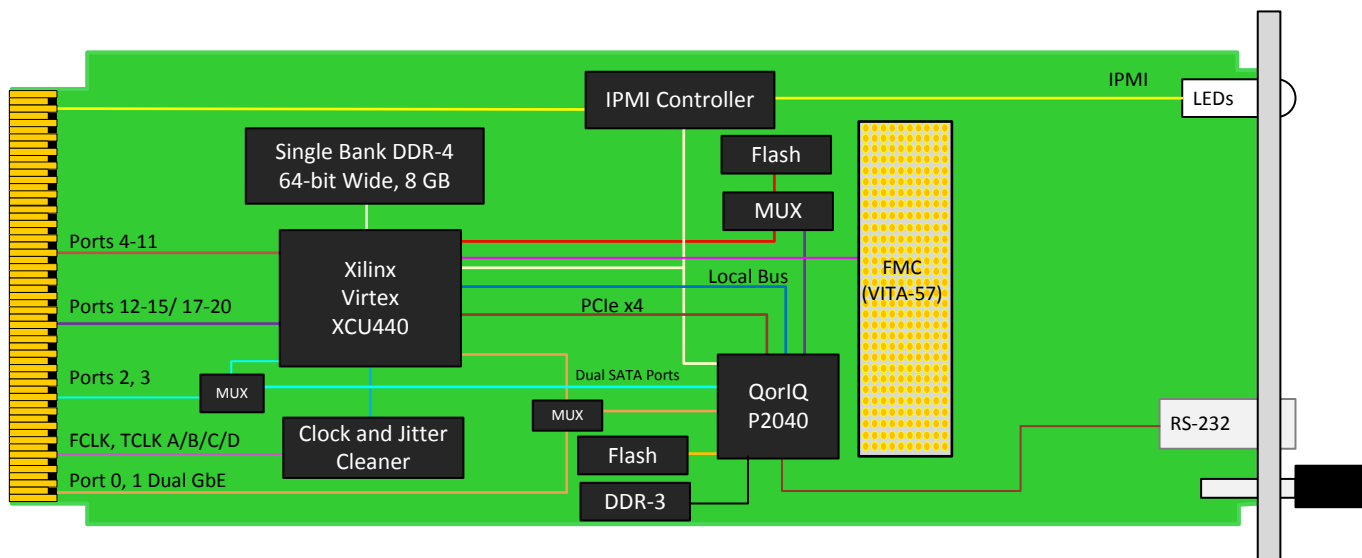 IPMI Controller
IPMI
LEDs
Single Bank DDR-4
64-bit Wide, 8 GB
Flash
MUX
Ports 4-11
Xilinx
Virtex
XCU440
FMC
(VITA-57)
Local Bus
Ports 12-15/ 17-20
PCIe x4
Ports 2, 3
MUX
Dual SATA Ports
QorIQ
P2040
MUX
RS-232
FCLK, TCLK A/B/C/D
Clock and Jitter
Cleaner
Flash
Port 0, 1 Dual GbE
DDR-3